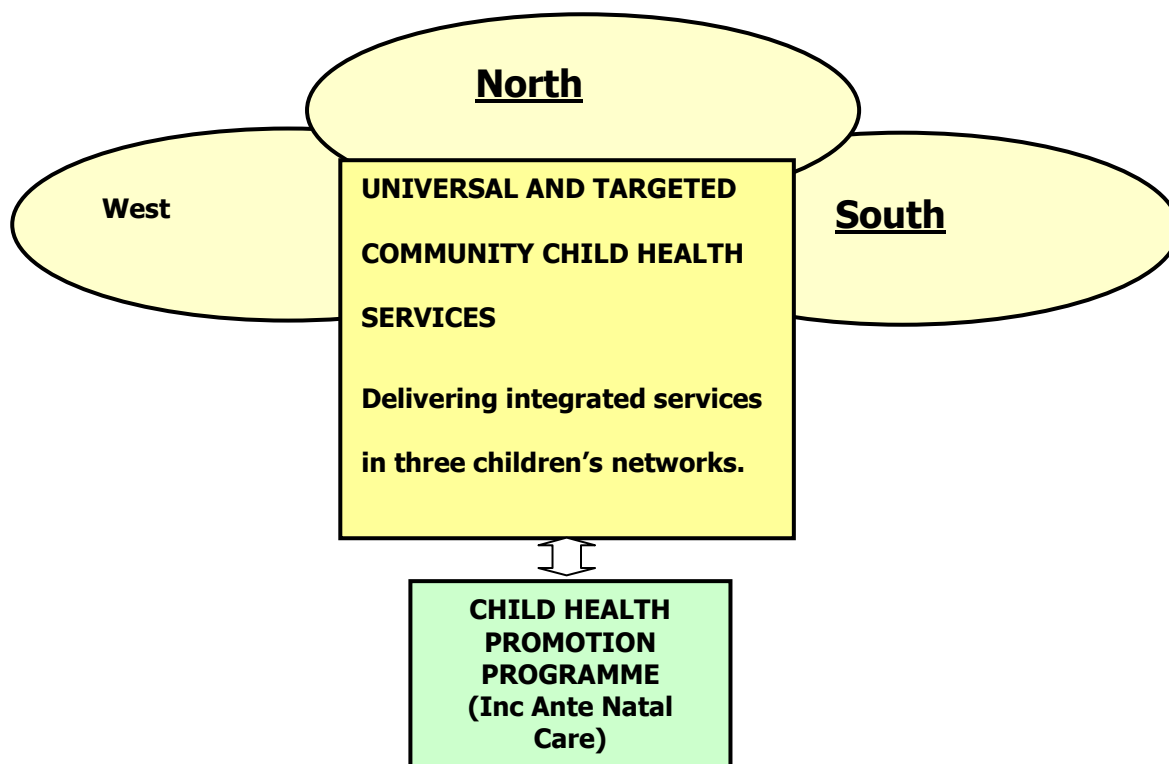 North
West
South
UNIVERSAL AND TARGETED
COMMUNITY CHILD HEALTH
SERVICES
Delivering integrated services
in three children’s networks.
CHILD HEALTH
PROMOTION
PROGRAMME
(Inc Ante Natal
Care)